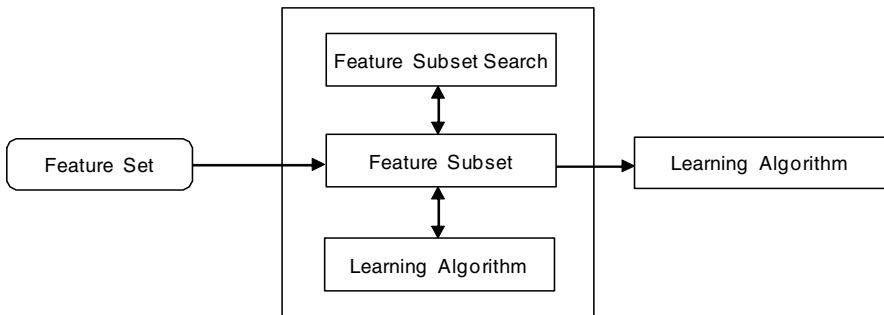 Feature Subset Search
Feature Set
Feature Subset
Learning Algorithm
Learning Algorithm